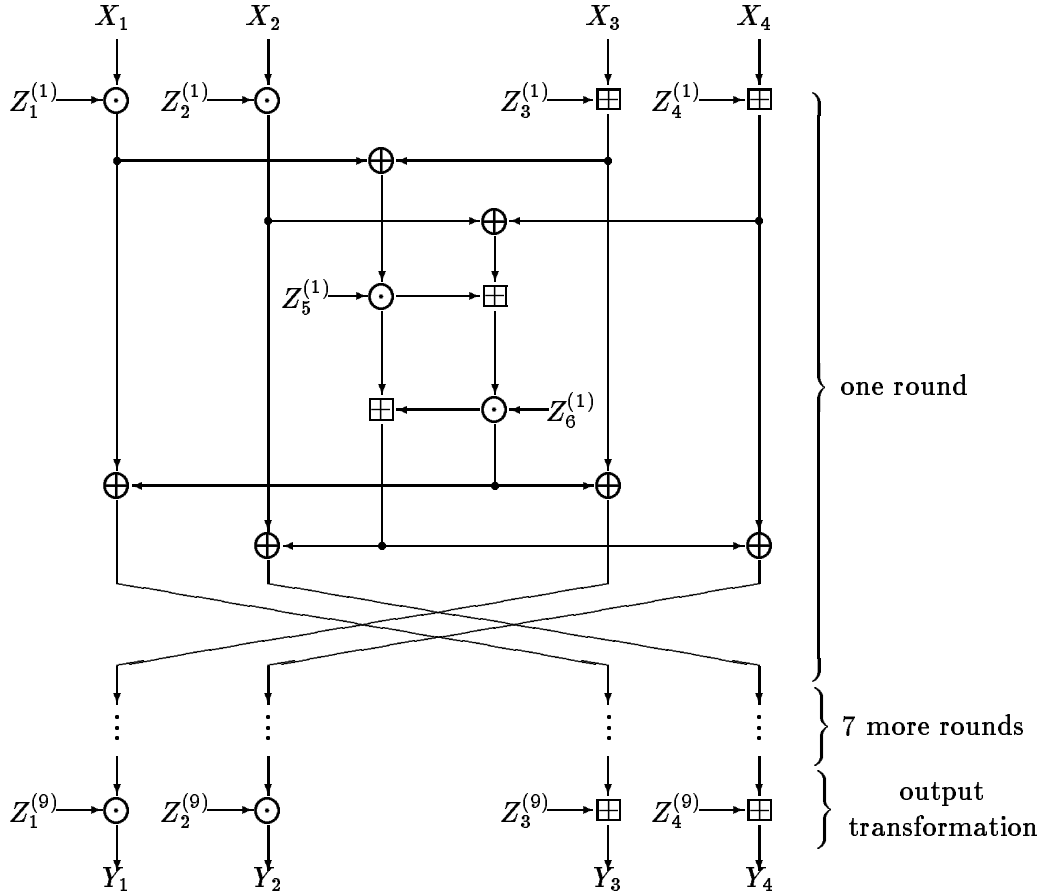 X₁ X₂ X₃ X₄
Z₁⁽¹⁾ Z₂⁽¹⁾ Z₃⁽¹⁾ Z₄⁽¹⁾
Z₅⁽¹⁾
one round
Z₆⁽¹⁾
7 more rounds
Z₁⁽⁹⁾ Z₂⁽⁹⁾ Z₃⁽⁹⁾ Z₄⁽⁹⁾
output
transformation
Y₁ Y₂ Y₃ Y₄